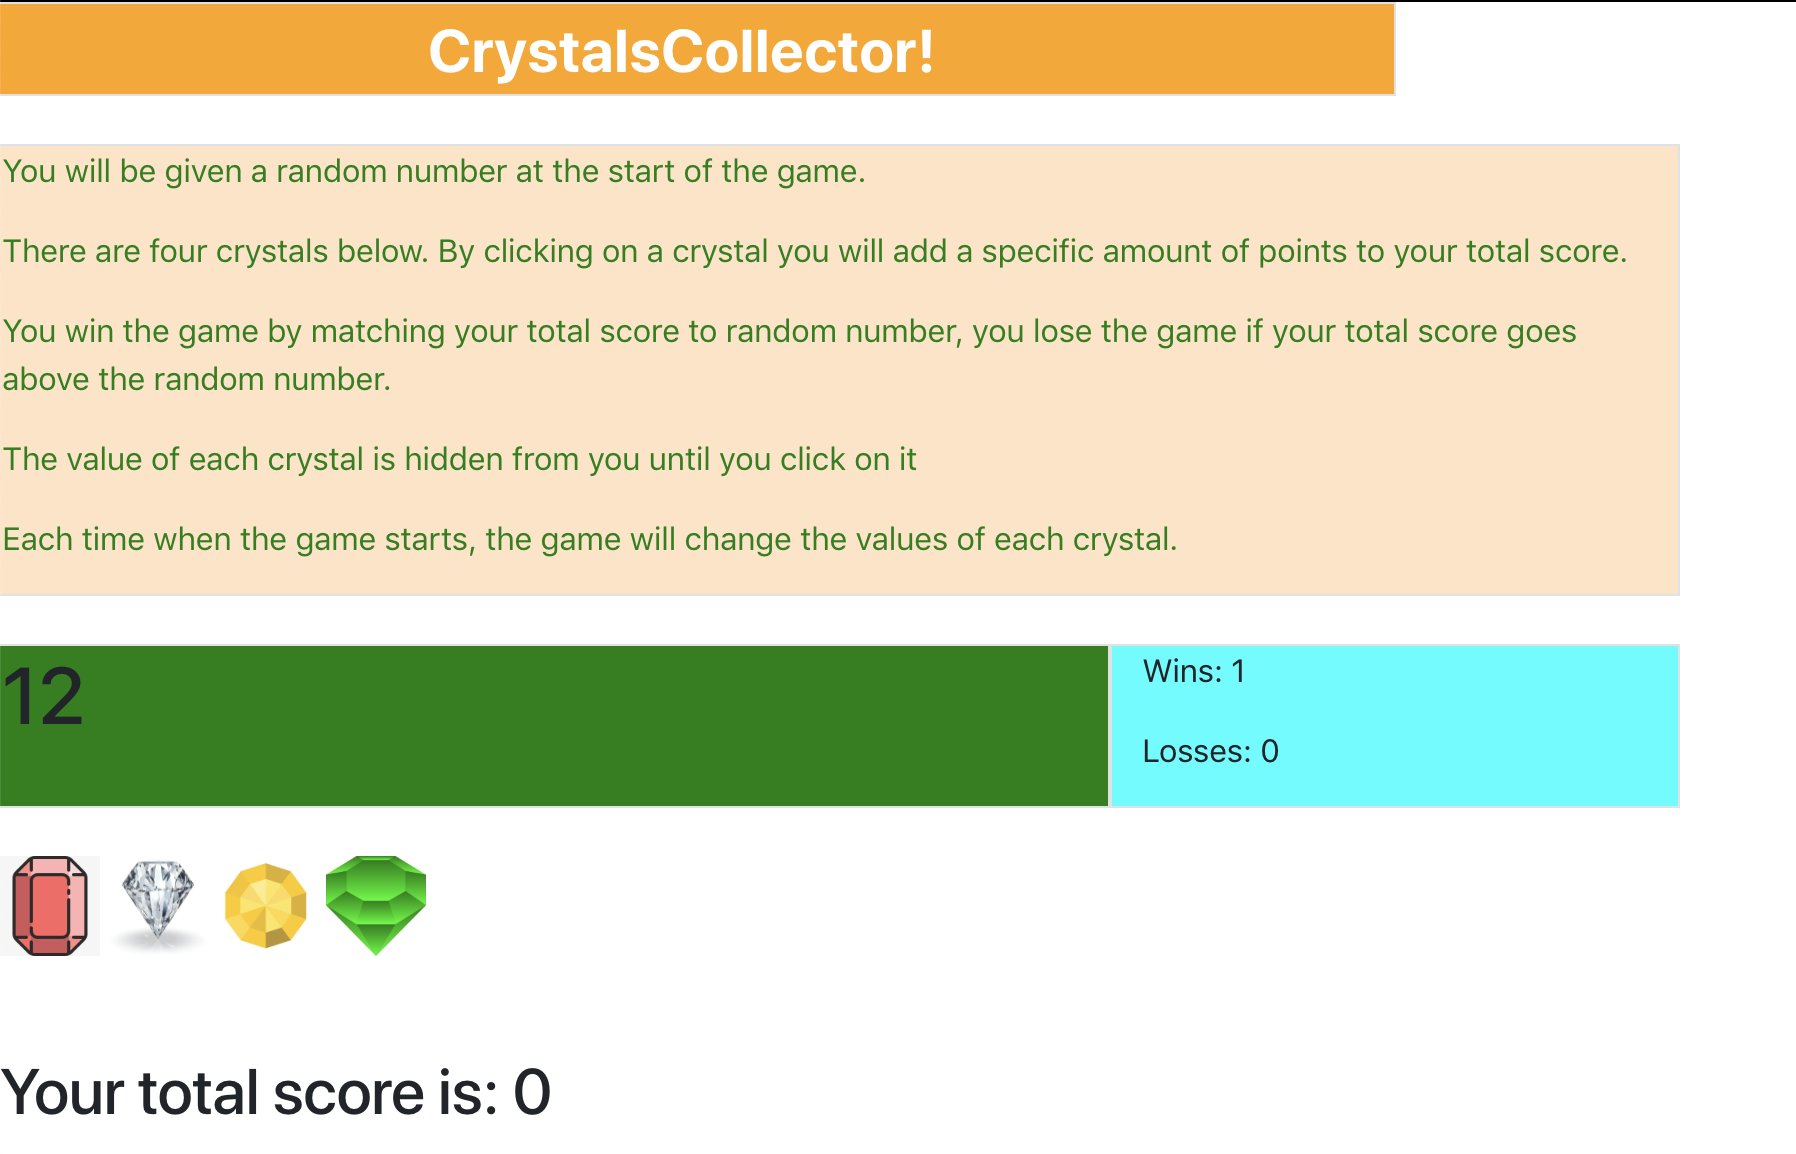 CrystalsCollector!
You will be given a random number at the start of the game.
There are four crystals below. By clicking on a crystal you will add a specific amount of points to your total score.
You win the game by matching your total score to random number, you lose the game if your total score goes
above the random number.
The value of each crystal is hidden from you until you click on it
Each time when the game starts, the game will change the values of each crystal.
12
Wins: 1
Losses: 0
Your total score is: 0